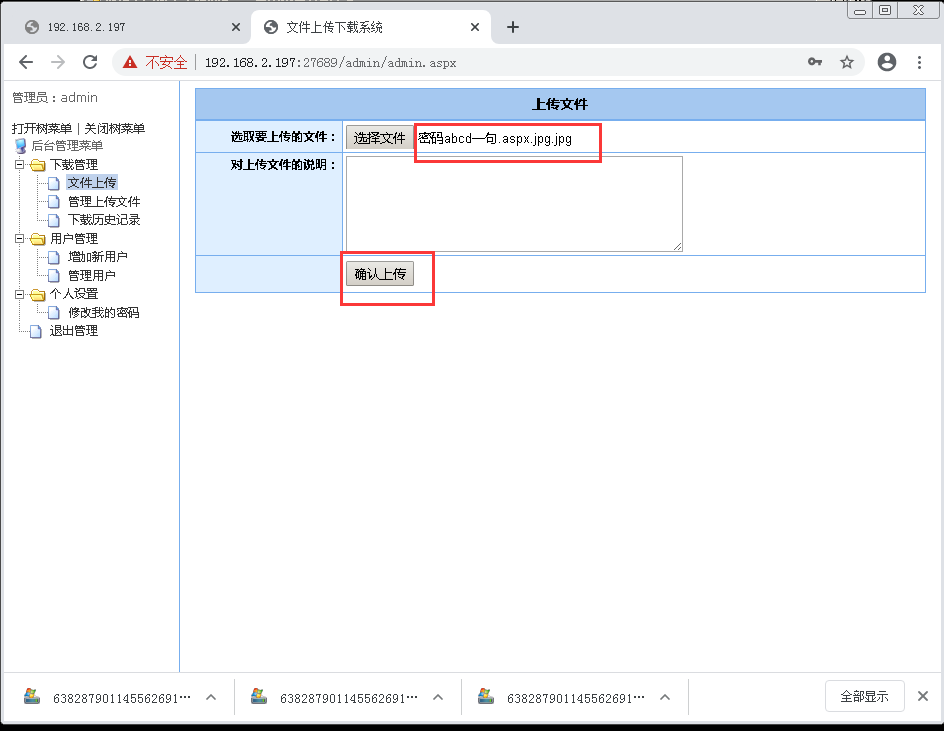 192.168.2.197
文件上传下载系统
不安全
192.168.2.197:27689/admin/admin.aspx
管理员：admin
打开树菜单 | 关闭树菜单
后台管理菜单
下载管理
文件上传
管理上传文件
下载历史记录
用户管理
增加新用户
管理用户
个人设置
修改我的密码
退出管理
上传文件
选取要上传的文件：
选择文件 密码abcd一句.aspx.jpg.jpg
对上传文件的说明：
确认上传
638287901145562691…
638287901145562691…
638287901145562691…
全部显示